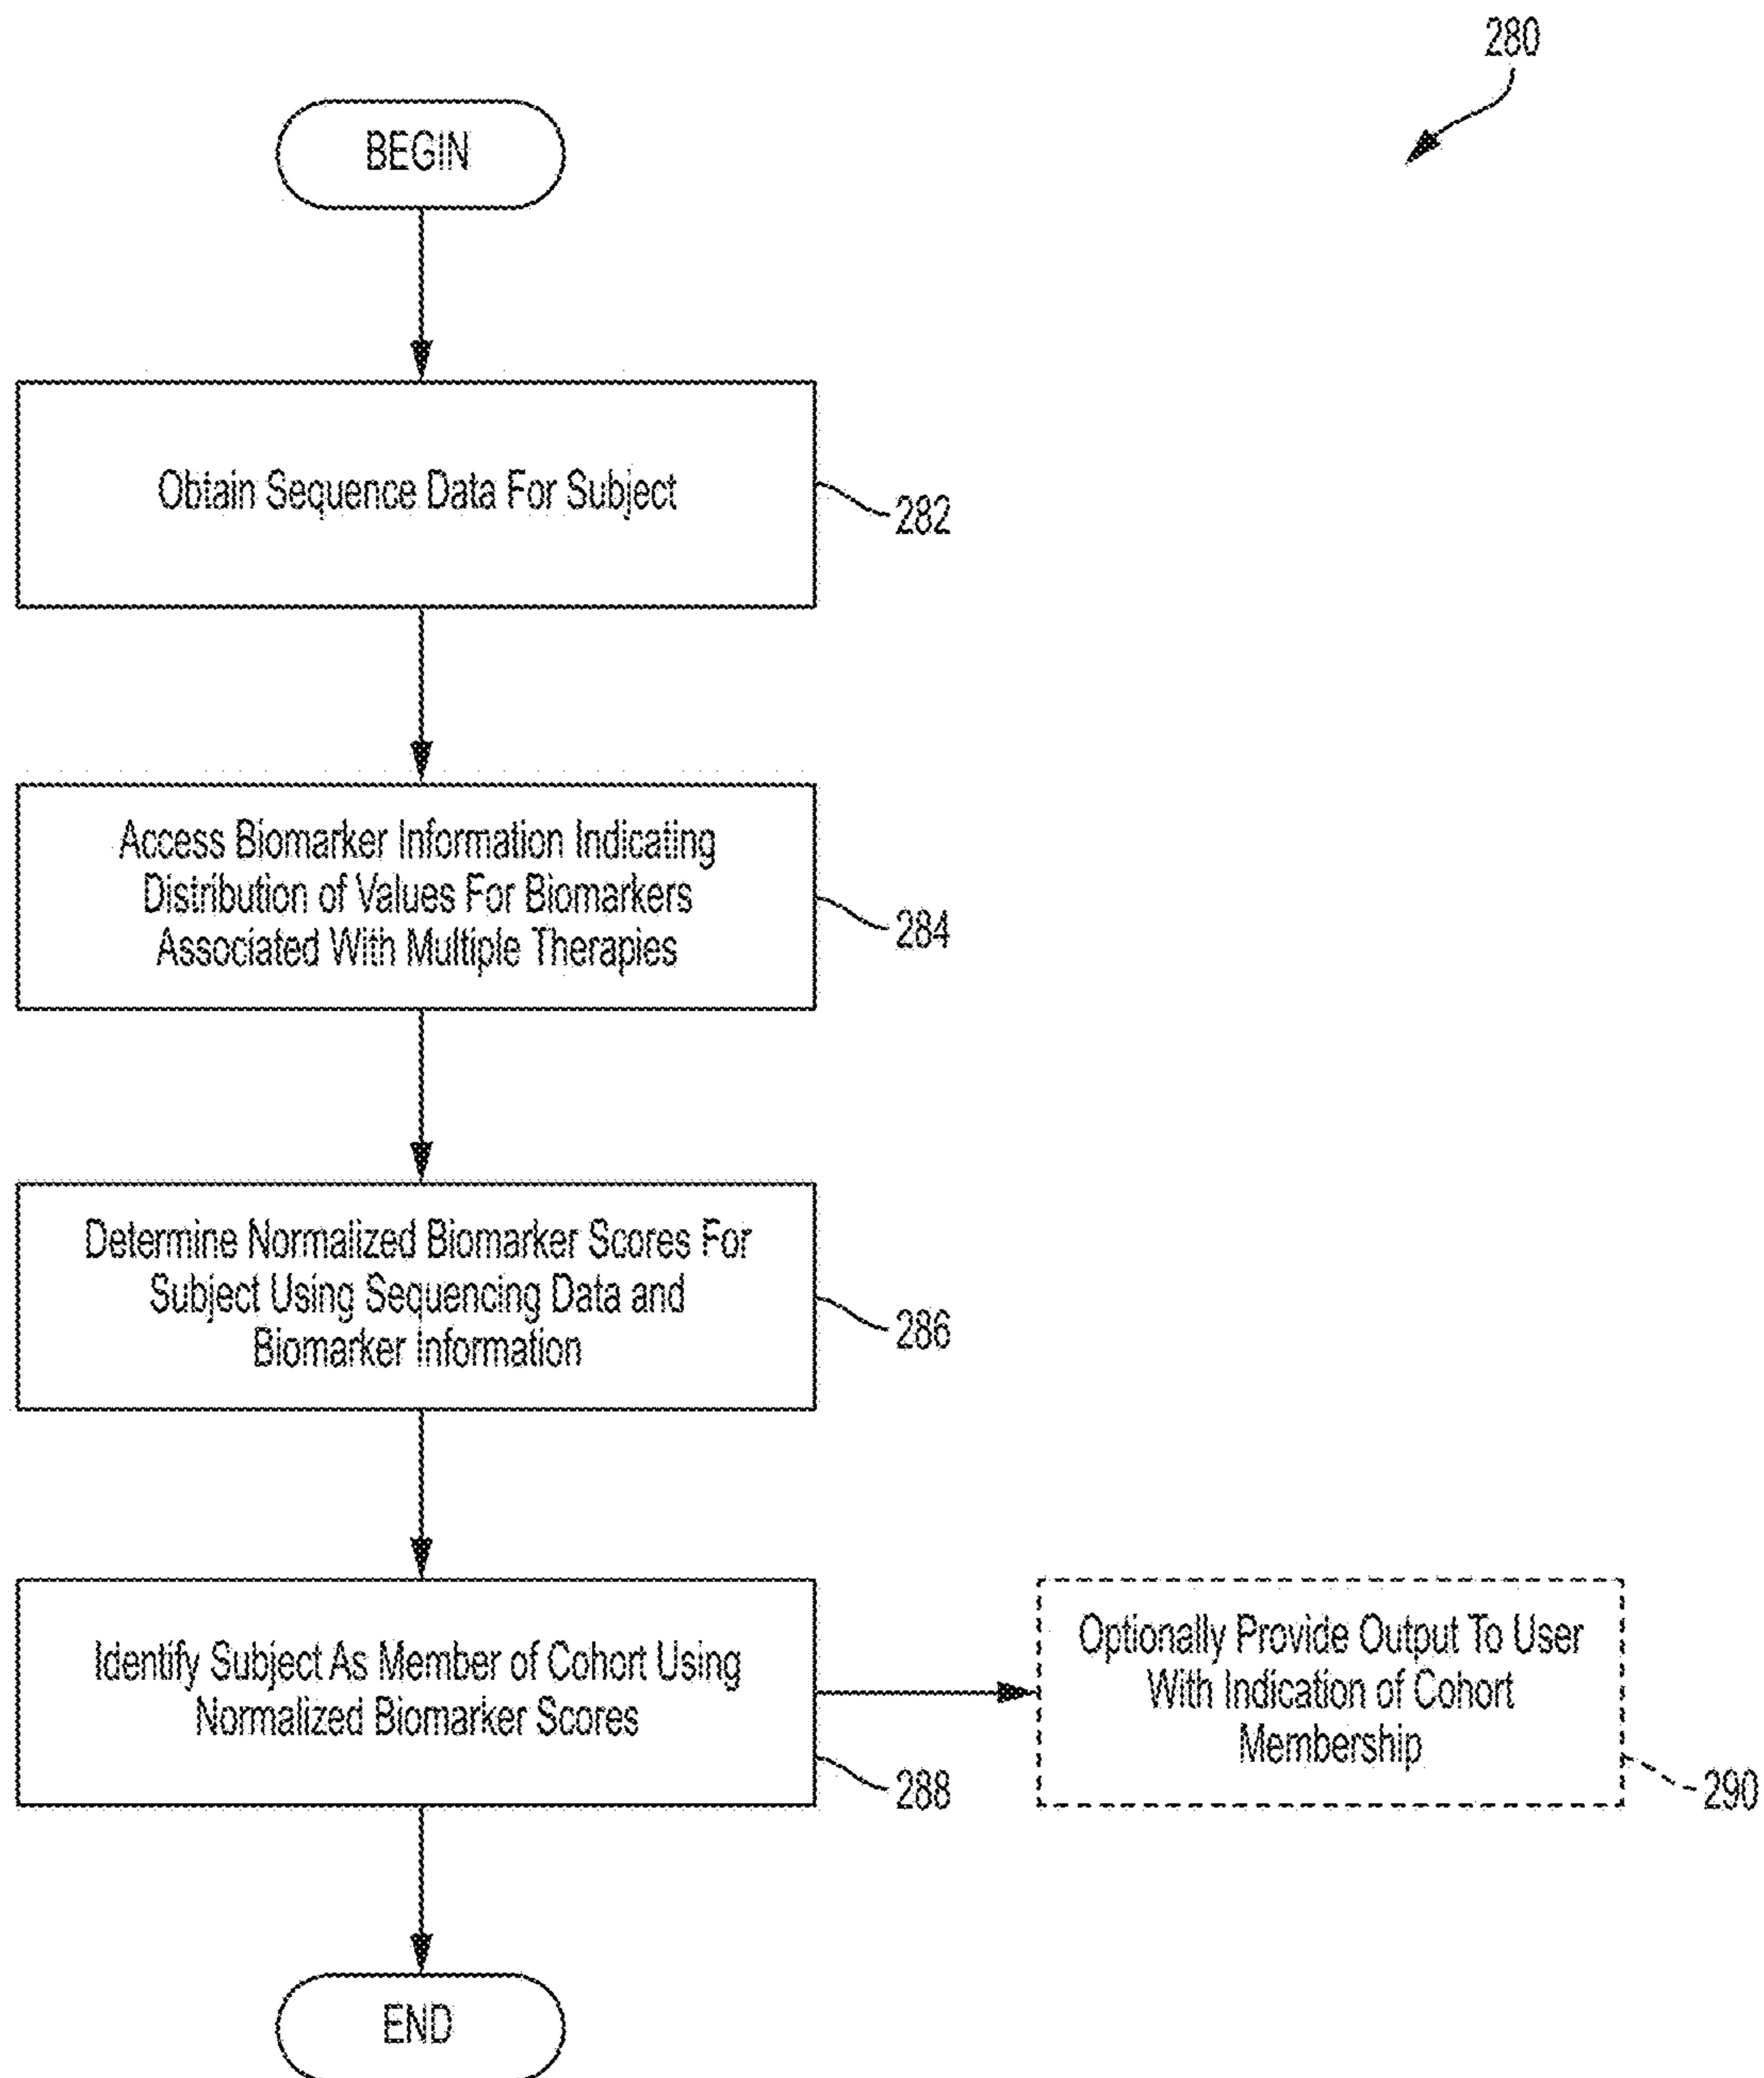 280
BEGIN
Obtain Sequence Data For Subject
282
Access Biomarker Information Indicating
Distribution of Values For Biomarkers
Associated With Multiple Therapies
284
Determine Normalized Biomarker Scores For
Subject Using Sequencing Data and
Biomarker Information
286
Identify Subject As Member of Cohort Using
Normalized Biomarker Scores
288
Optionally Provide Output To User
With Indication of Cohort
Membership
290
END